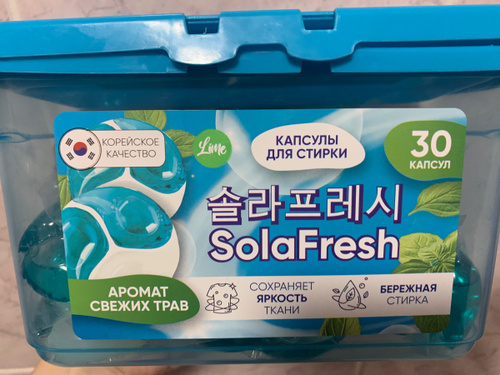 КОРЕЙСКОЕ
КАЧЕСТВО
Lime
КАПСУЛЫ
ДЛЯ СТИРКИ
30
КАПСУЛ
솔라프레시
SolaFresh
АРОМАТ
СВЕЖИХ ТРАВ
СОХРАНЯЕТ
ЯРКОСТЬ
ТКАНИ
БЕРЕЖНАЯ
СТИРКА